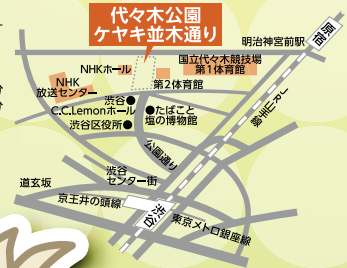 代々木公園
ケヤキ並木通り
原宿
明治神宮前駅
国立代々木競技場
第1体育館
NHKホール
第2体育館
NHK
放送センター
JR山手線
渋谷
C.C.Lemonホール
たばこと
塩の博物館
渋谷区役所
公園通り
渋谷
センター街
道玄坂
京王井の頭線
渋谷
東京メトロ銀座線